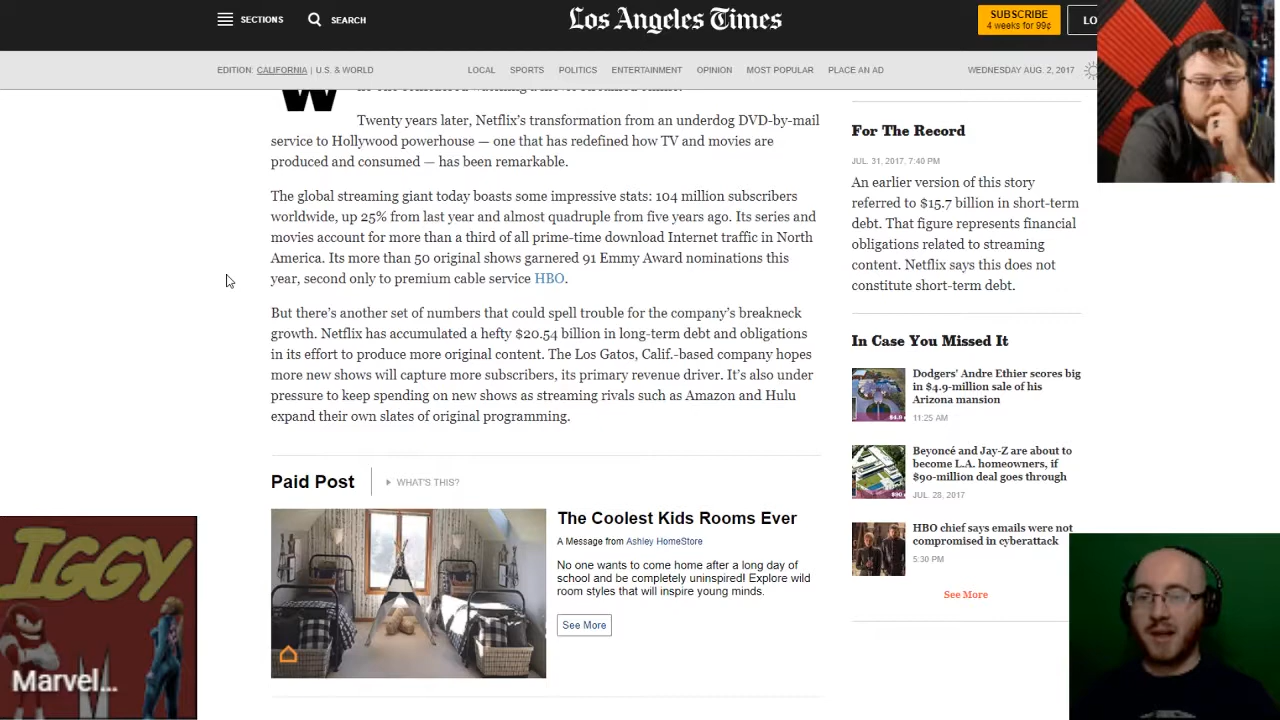 SECTIONS
SEARCH
Los Angeles Times
SUBSCRIBE
4 weeks for 99¢
LO
EDITION: CALIFORNIA | U.S. & WORLD
LOCAL SPORTS POLITICS ENTERTAINMENT OPINION MOST POPULAR PLACE AN AD
WEDNESDAY AUG. 2, 2017
W
Twenty years later, Netflix's transformation from an underdog DVD-by-mail
service to Hollywood powerhouse — one that has redefined how TV and movies are
produced and consumed — has been remarkable.
The global streaming giant today boasts some impressive stats: 104 million subscribers
worldwide, up 25% from last year and almost quadruple from five years ago. Its series and
movies account for more than a third of all prime-time download Internet traffic in North
America. Its more than 50 original shows garnered 91 Emmy Award nominations this
year, second only to premium cable service HBO.
But there's another set of numbers that could spell trouble for the company's breakneck
growth. Netflix has accumulated a hefty $20.54 billion in long-term debt and obligations
in its effort to produce more original content. The Los Gatos, Calif.-based company hopes
more new shows will capture more subscribers, its primary revenue driver. It's also under
pressure to keep spending on new shows as streaming rivals such as Amazon and Hulu
expand their own slates of original programming.
Paid Post
WHAT'S THIS?
The Coolest Kids Rooms Ever
A Message from Ashley HomeStore
No one wants to come home after a long day of
school and be completely uninspired! Explore wild
room styles that will inspire young minds.
See More
For The Record
JUL. 31, 2017, 7:40 PM
An earlier version of this story
referred to $15.7 billion in short-term
debt. That figure represents financial
obligations related to streaming
content. Netflix says this does not
constitute short-term debt.
In Case You Missed It
Dodgers' Andre Ethier scores big
in $4.9-million sale of his
Arizona mansion
11:25 AM
Beyoncé and Jay-Z are about to
become L.A. homeowners, if
$90-million deal goes through
JUL. 28, 2017
HBO chief says emails were not
compromised in cyberattack
5:30 PM
See More
IGGY
Marvel...